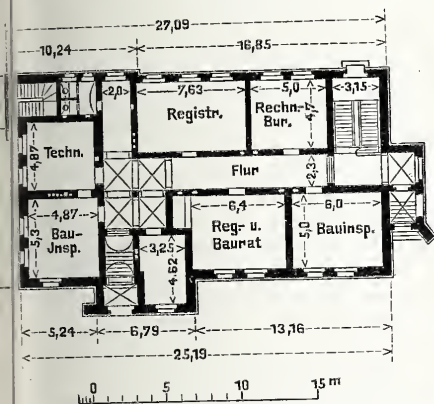 27,09
10,24 16,85
2,0 7,63 5,0 3,15
Registr. Rechn.-
Bur. 4,7
Techn. 4,87
Flur 2,3
4,87 6,4 6,0
Bau-
Jnsp. 5,3
3,25 4.62
Reg.- u.
Baurat
5,0 Bauinsp.
5,24 6,79 13,16
25,19
0 5 10 15 m